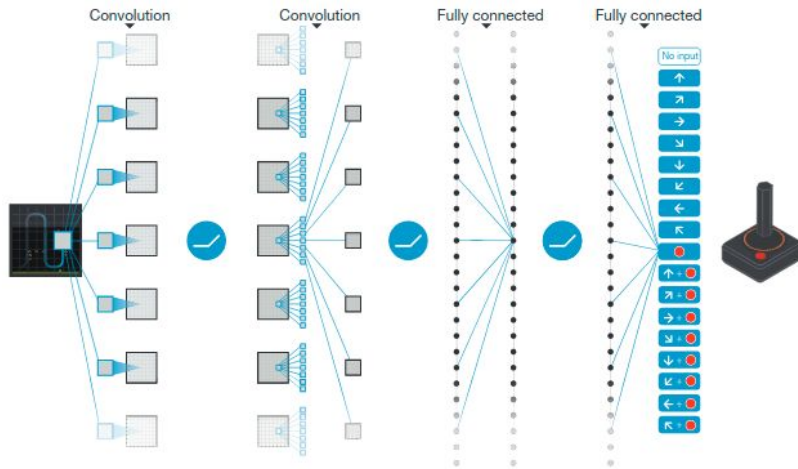 Convolution
Convolution
Fully connected
Fully connected
No input
+
+
+
+
+
+
+
+